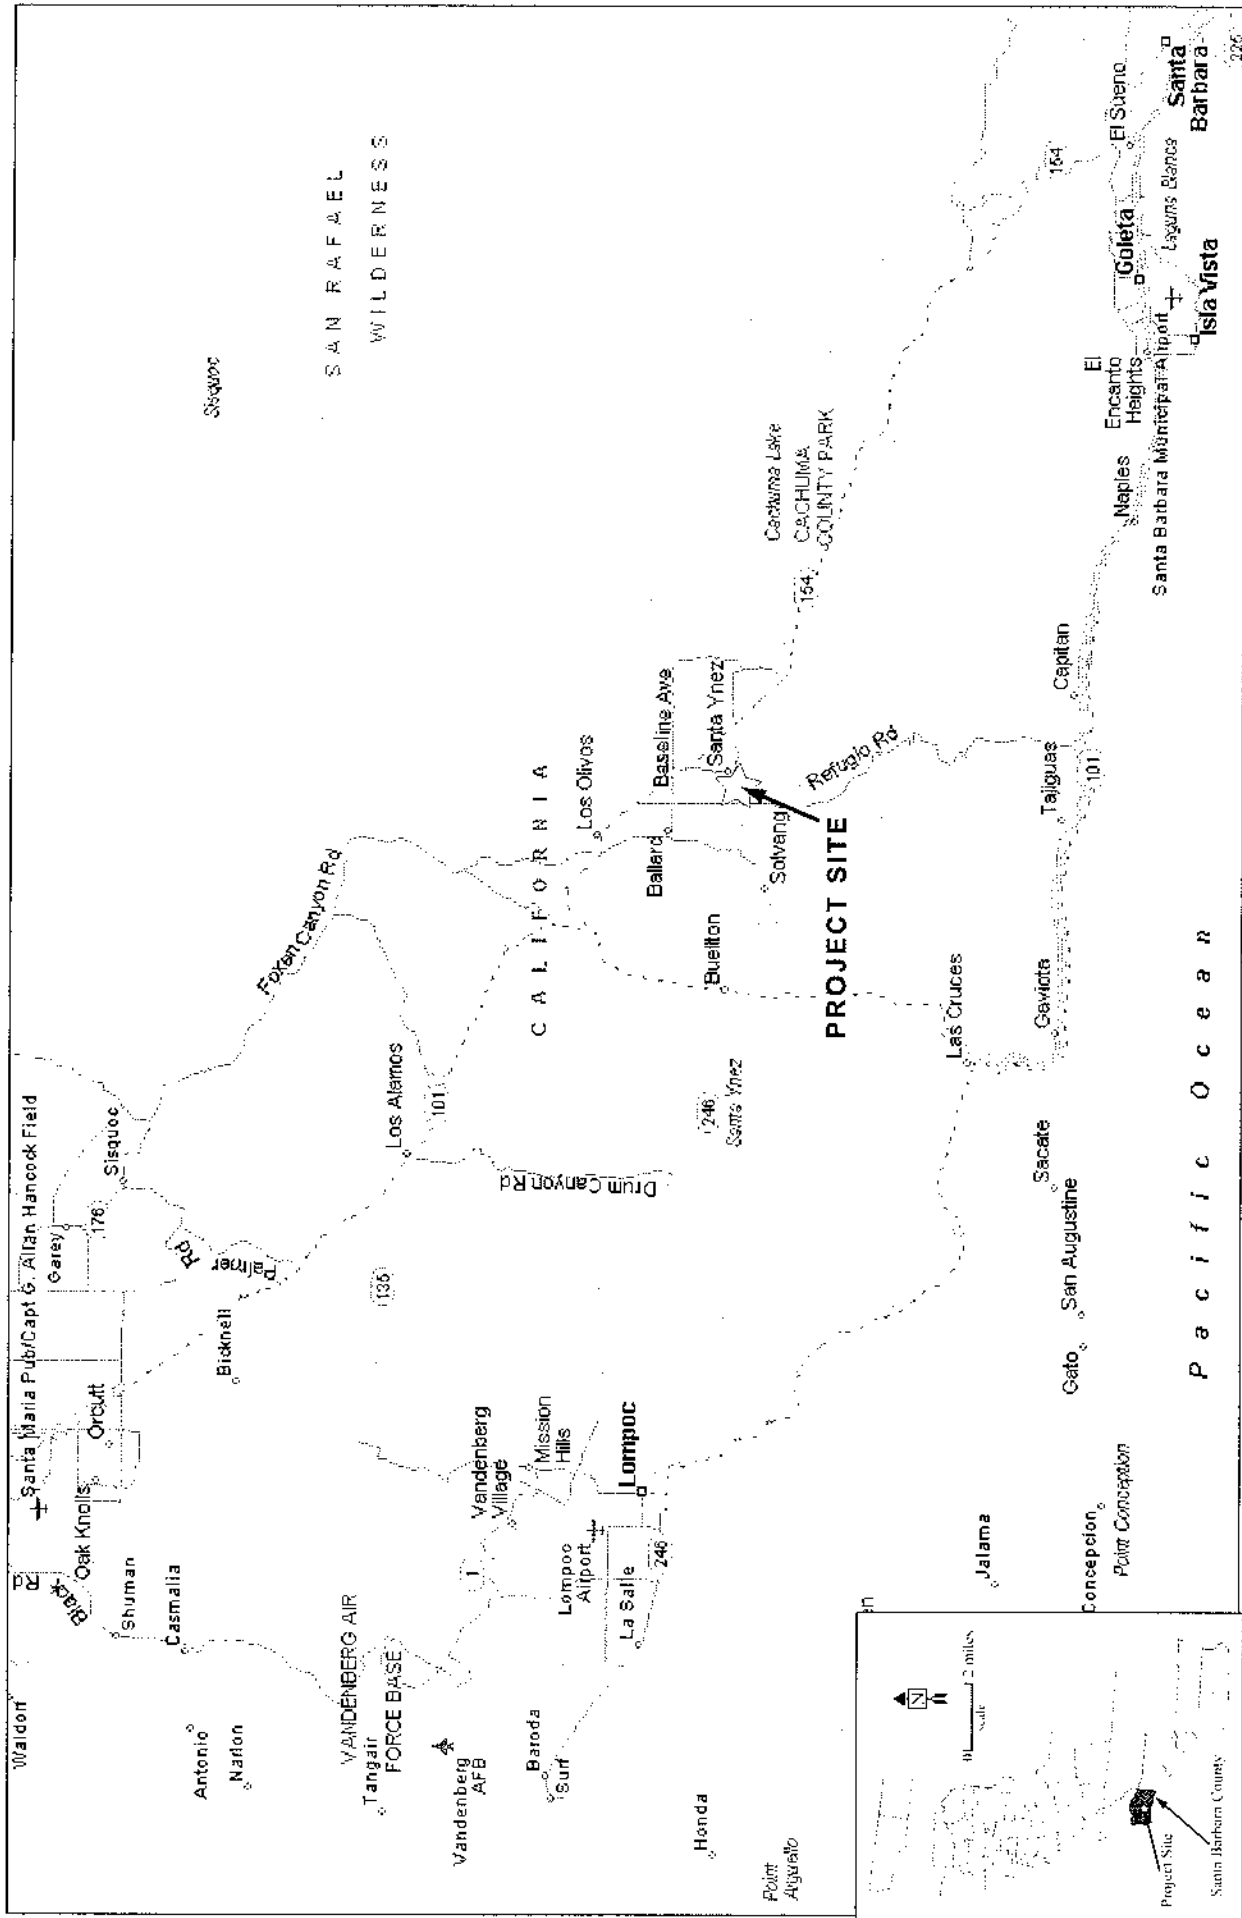 Waldorf
Black
Rd
Santa Maria Pub/Capt G. Allan Hancock Field
Oak Knolls
Orcutt
Garey
176
Sisquoc
Shuman
Casmalia
Antonio
Narlon
Bicknell
Palmer
Rd
Foxen Canyon Rd
Sisquoc
SAN RAFAEL
WILDERNESS
VANDENBERG AIR
FORCE BASE
Tangair
135
Los Alamos
101
Vandenberg
AFB
1
Vandenberg
Village
Mission
Hills
Drum Canyon Rd
CALIFORNIA
Los Olivos
Baroda
Surf
Lompoc
Airport
La Salle
246
Lompoc
Ballard
Baseline Ave
Honda
246
Santa Ynez
Buellton
Solvang
Santa Ynez
Cachuma Lake
CACHUMA
COUNTY PARK
154
Point
Arguello
PROJECT SITE
Refugio Rd
154
Jalama
Las Cruces
Concepcion
Point Conception
Gato
San Augustine
Sacate
Gaviota
Tajiguas
Capitan
101
Naples
El
Encanto
Heights
Goleta
El Sueno
Santa Barbara Municipal Airport
Laguna Blanca
Isla Vista
Santa
Barbara
225
Pacific Ocean
en
N
0 2 miles
scale
Project Site
Santa Barbara County